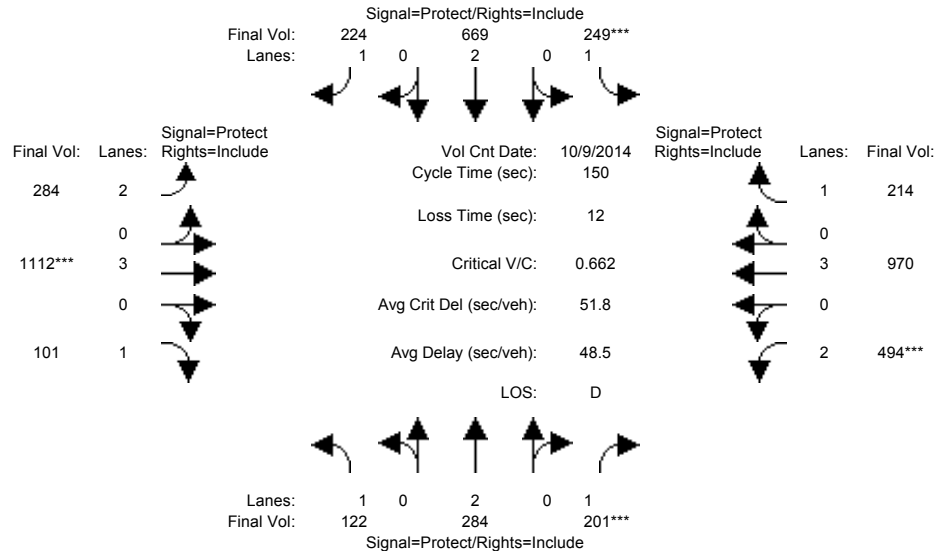 Signal=Protect/Rights=Include
Final Vol: 224 669 249***
Lanes: 1 0 2 0 1
Signal=Protect
Final Vol: Lanes: Rights=Include
Vol Cnt Date: 10/9/2014
Signal=Protect
Rights=Include Lanes: Final Vol:
Cycle Time (sec): 150
284 2
1 214
Loss Time (sec): 12
0
0
1112*** 3
Critical V/C: 0.662
3 970
0
Avg Crit Del (sec/veh): 51.8
0
101 1
Avg Delay (sec/veh): 48.5
2 494***
LOS: D
Lanes: 1 0 2 0 1
Final Vol: 122 284 201***
Signal=Protect/Rights=Include